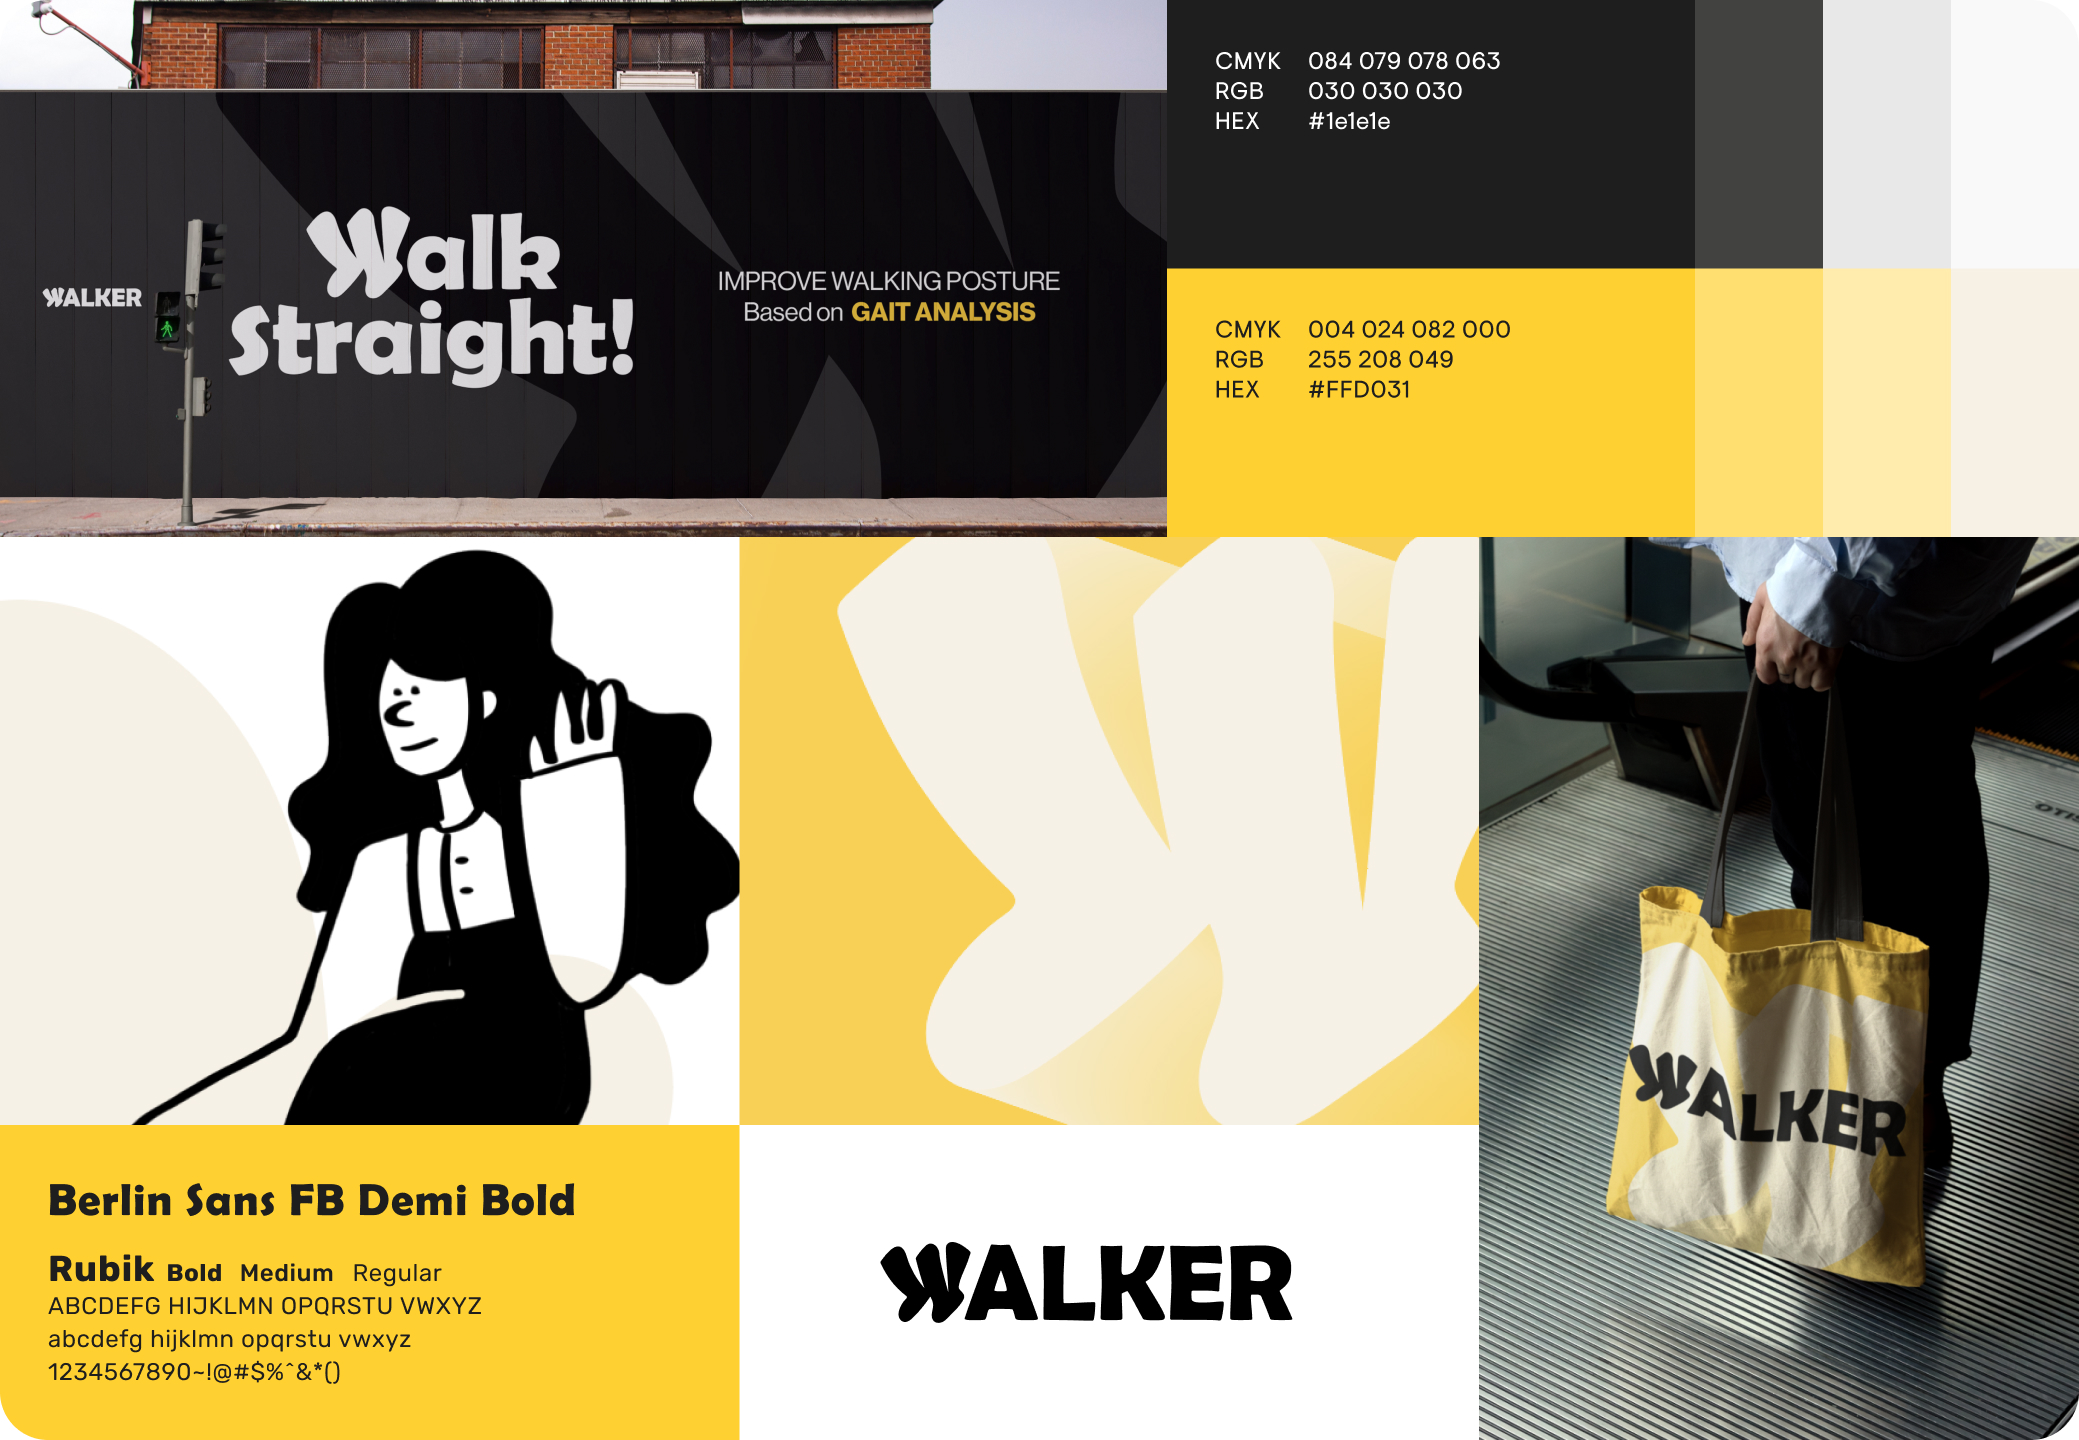 WALKER
Walk
Straight!
IMPROVE WALKING POSTURE
Based on GAIT ANALYSIS
CMYK 084 079 078 063
RGB 030 030 030
HEX #1e1e1e
CMYK 004 024 082 000
RGB 255 208 049
HEX #FFD031
Berlin Sans FB Demi Bold
Rubik Bold Medium Regular
ABCDEFG HIJKLMN OPQRSTU VWXYZ
abcdefg hijklmn opqrstu vwxyz
1234567890~!@#$%^&*()
WALKER
WALKER